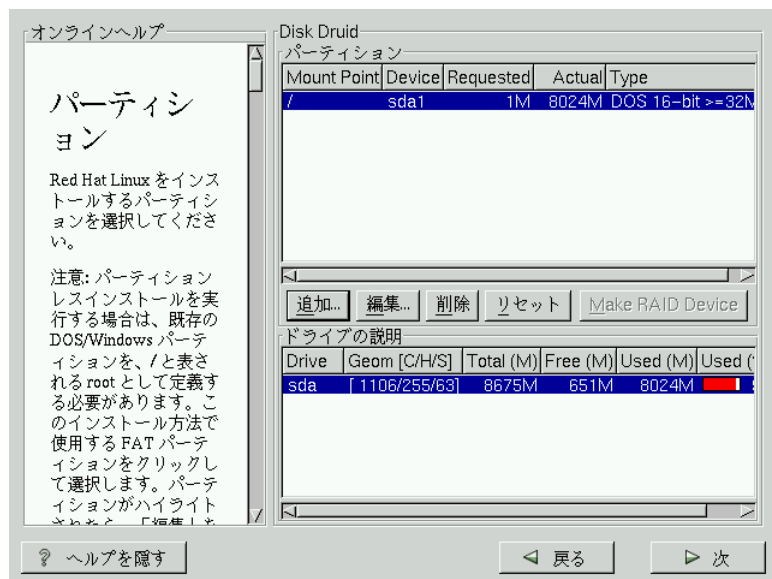 オンラインヘルプ
パーティシ
ョン
Red Hat Linux をインス
トールするパーティシ
ョンを選択してくださ
い。
注意: パーティション
レスインストールを実
行する場合は、既存の
DOS/Windows パーテ
ィションを、/ と表さ
れる root として定義す
る必要があります。こ
のインストール方法で
使用する FAT パーテ
ィションをクリックし
て選択します。パーテ
ィションがハイライト
されたら、「編集」を
Disk Druid
パーティション
Mount Point Device Requested Actual Type
/ sda1 1M 8024M DOS 16-bit >=32M
追加... 編集... 削除 リセット Make RAID Device
ドライブの説明
Drive Geom [C/H/S] Total (M) Free (M) Used (M) Used (
sda [ 1106/255/63] 8675M 651M 8024M
ヘルプを隠す 戻る 次